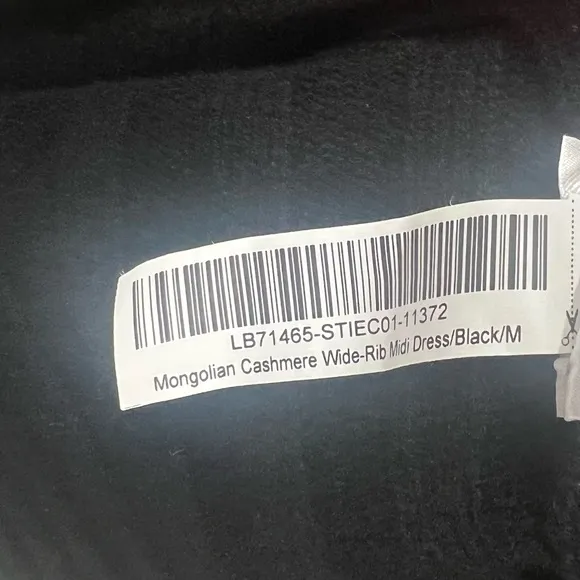 LB71465-STIEC01-11372
Mongolian Cashmere Wide-Rib Midi Dress/Black/M